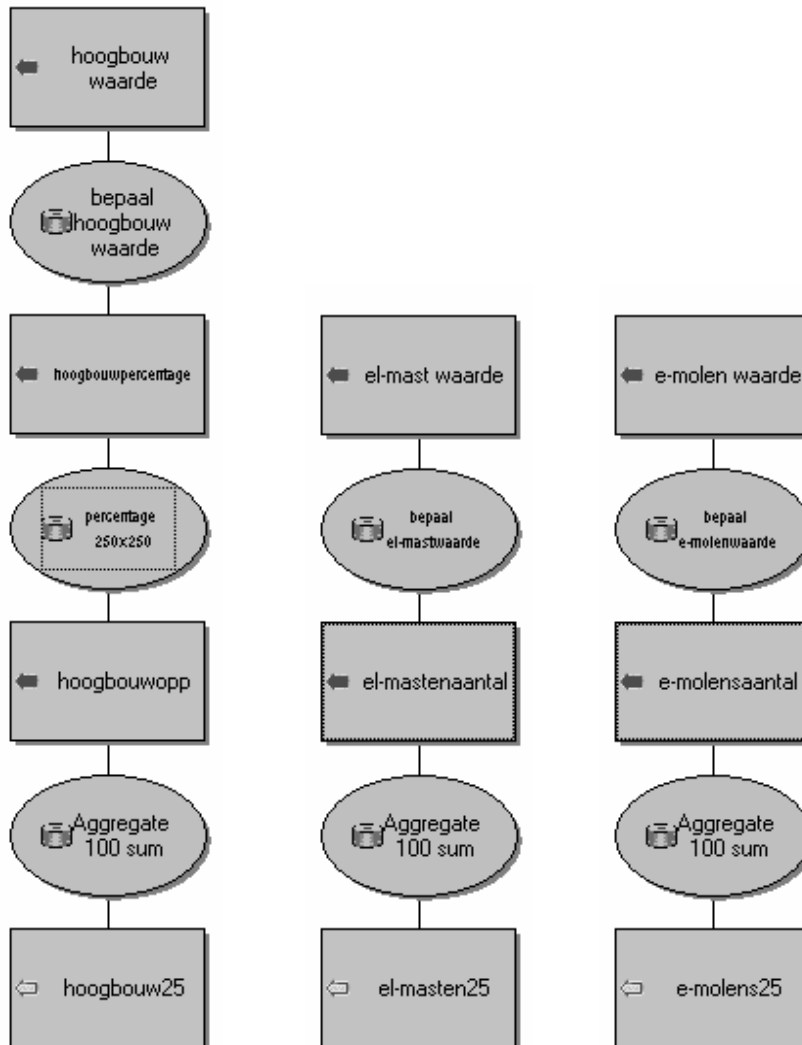 hoogbouw
waarde
bepaal
hoogbouw
waarde
hoogbouwpercentage
percentage
250x250
hoogbouwopp
Aggregate
100 sum
hoogbouw25
el-mast waarde
bepaal
el-mastwaarde
el-mastenaantal
Aggregate
100 sum
el-masten25
e-molen waarde
bepaal
e-molenwaarde
e-molensaantal
Aggregate
100 sum
e-molens25